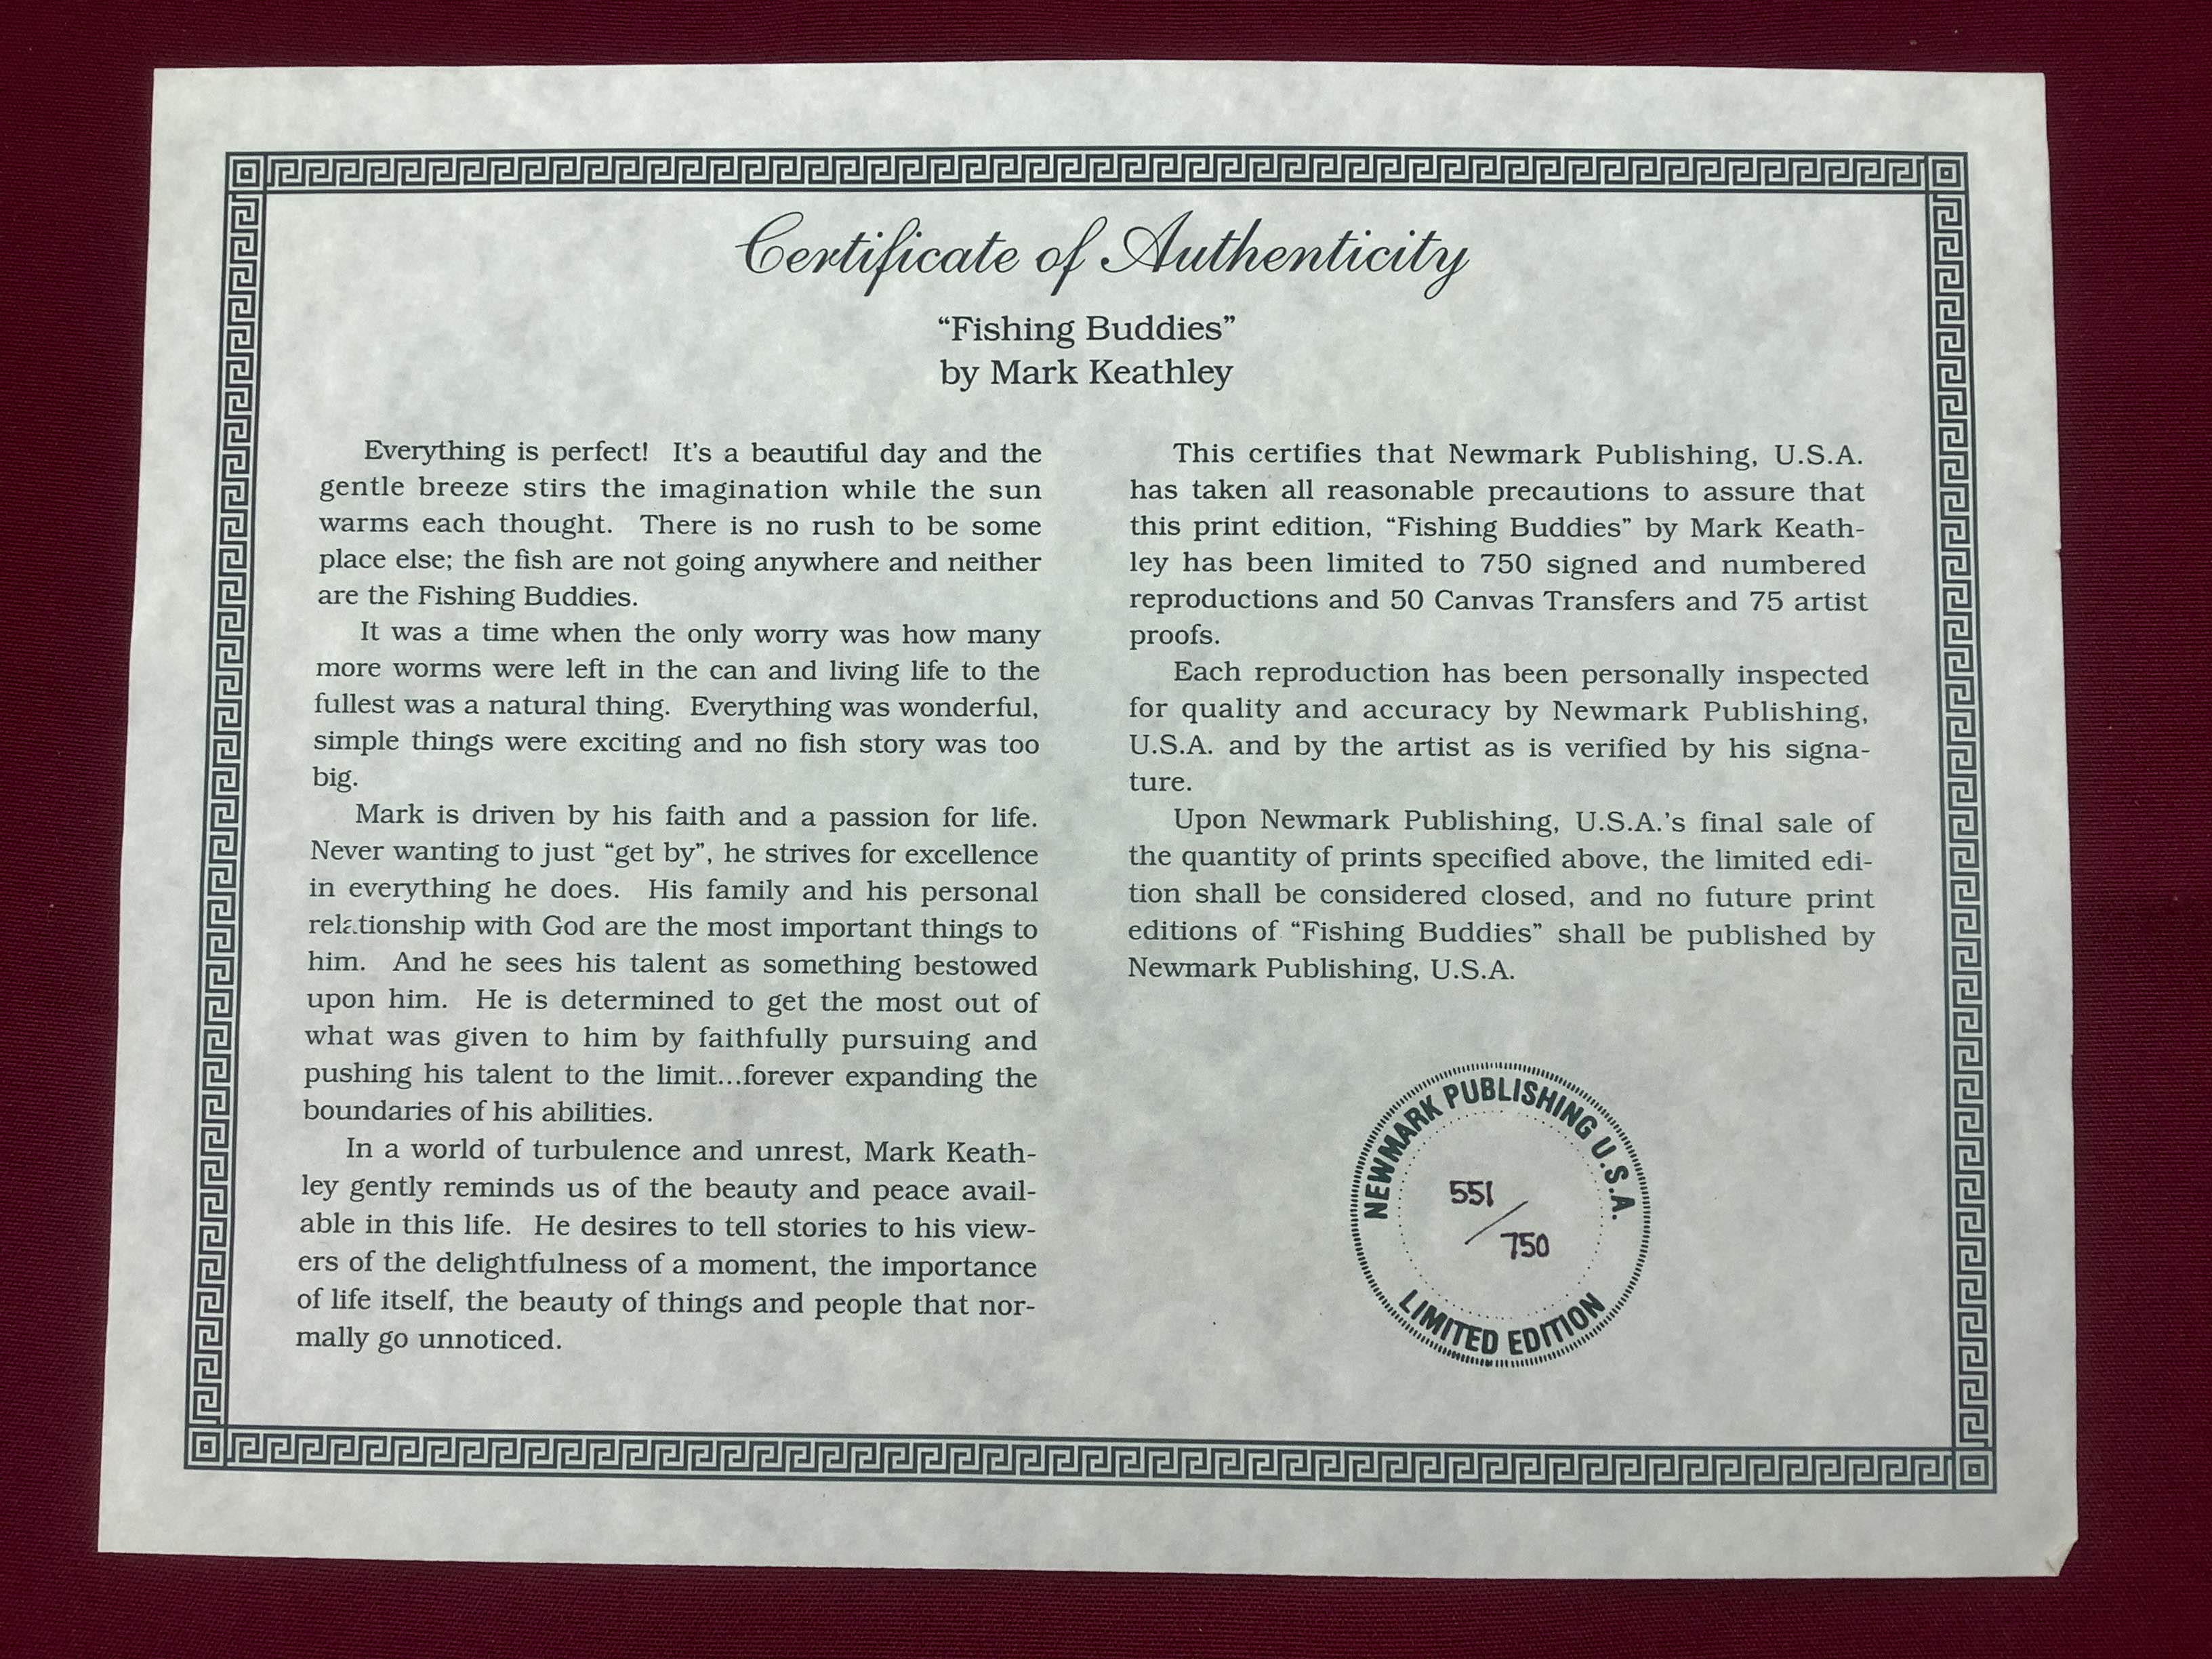 Certificate of Authenticity
“Fishing Buddies”
by Mark Keathley
Everything is perfect! It’s a beautiful day and the
gentle breeze stirs the imagination while the sun
warms each thought. There is no rush to be some
place else; the fish are not going anywhere and neither
are the Fishing Buddies.
It was a time when the only worry was how many
more worms were left in the can and living life to the
fullest was a natural thing. Everything was wonderful,
simple things were exciting and no fish story was too
big.
Mark is driven by his faith and a passion for life.
Never wanting to just “get by”, he strives for excellence
in everything he does. His family and his personal
relationship with God are the most important things to
him. And he sees his talent as something bestowed
upon him. He is determined to get the most out of
what was given to him by faithfully pursuing and
pushing his talent to the limit...forever expanding the
boundaries of his abilities.
In a world of turbulence and unrest, Mark Keath-
ley gently reminds us of the beauty and peace avail-
able in this life. He desires to tell stories to his view-
ers of the delightfulness of a moment, the importance
of life itself, the beauty of things and people that nor-
mally go unnoticed.
This certifies that Newmark Publishing, U.S.A.
has taken all reasonable precautions to assure that
this print edition, “Fishing Buddies” by Mark Keath-
ley has been limited to 750 signed and numbered
reproductions and 50 Canvas Transfers and 75 artist
proofs.
Each reproduction has been personally inspected
for quality and accuracy by Newmark Publishing,
U.S.A. and by the artist as is verified by his signa-
ture.
Upon Newmark Publishing, U.S.A.’s final sale of
the quantity of prints specified above, the limited edi-
tion shall be considered closed, and no future print
editions of “Fishing Buddies” shall be published by
Newmark Publishing, U.S.A.
NEWMARK PUBLISHING U.S.A.
551
/
750
LIMITED EDITION